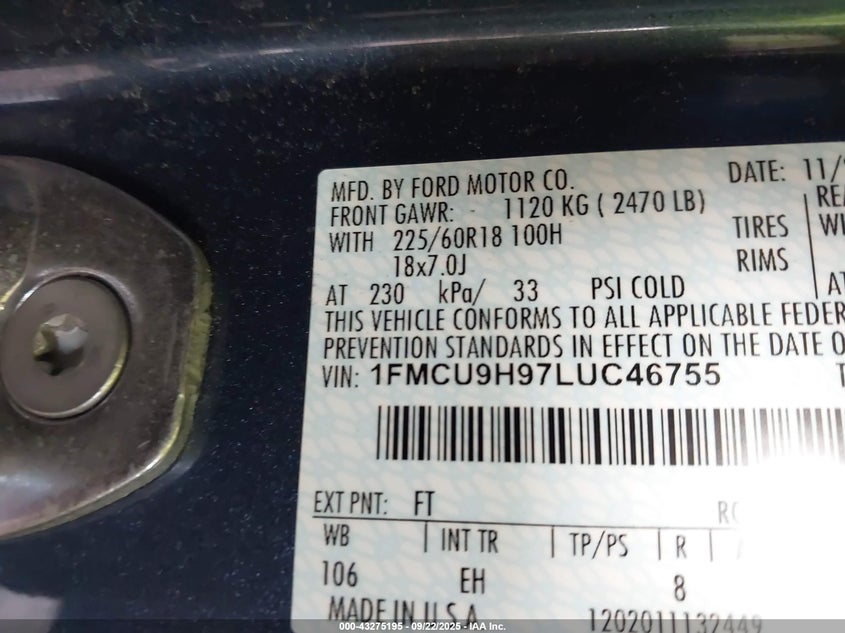 MFD. BY FORD MOTOR CO. DATE: 11/
FRONT GAWR: 1120 KG ( 2470 LB)
WITH 225/60R18 100H TIRES
18x7.0J RIMS
AT 230 kPa/ 33 PSI COLD AT
THIS VEHICLE CONFORMS TO ALL APPLICABLE FEDER
PREVENTION STANDARDS IN EFFECT ON THE DATE O
VIN: 1FMCU9H97LUC46755 T
EXT PNT: FT
WB INT TR TP/PS R
106 EH 8
MADE IN U.S.A. 1202011132449
000-43275195 - 09/22/2025 - IAA Inc.